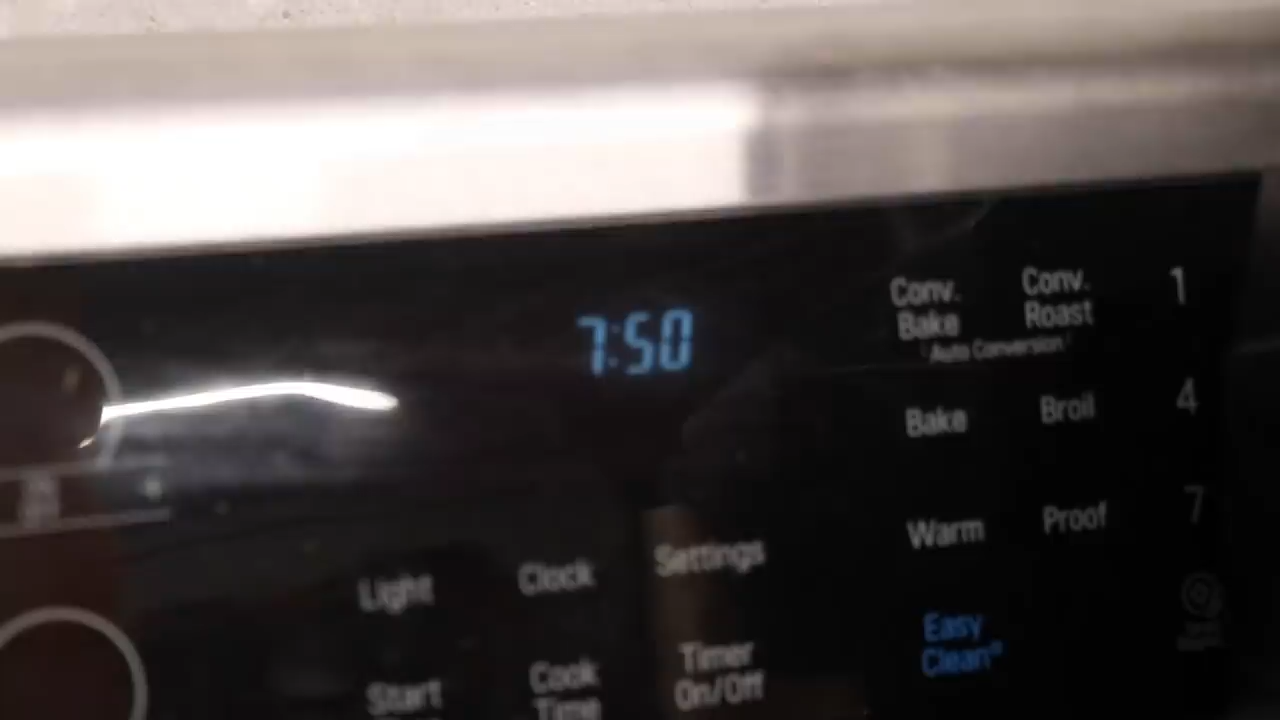 7:50
Conv.
Bake
Conv.
Roast
1
Auto Conversion
Bake
Broil
4
Warm
Proof
7
Light
Clock
Settings
Easy
Clean®
Start
Cook
Time
Timer
On/Off